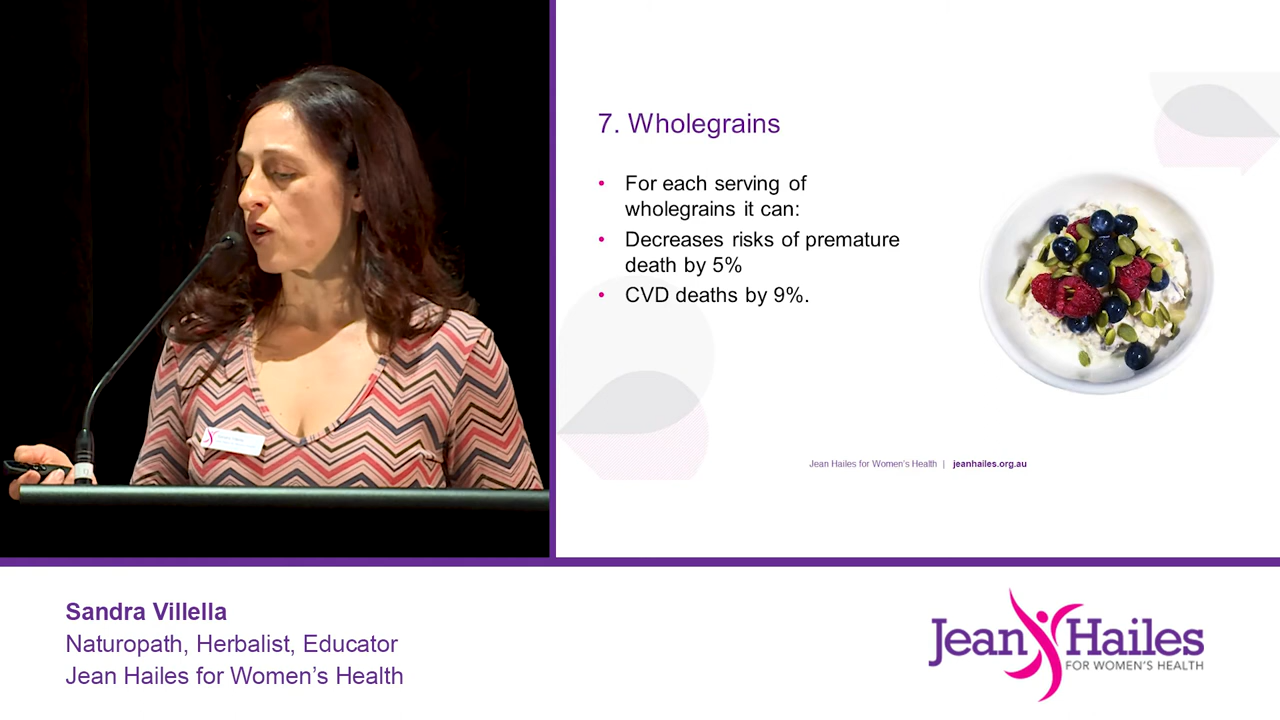 7. Wholegrains
• For each serving of
wholegrains it can:
• Decreases risks of premature
death by 5%
• CVD deaths by 9%.
Jean Hailes for Women's Health | jeanhailes.org.au
Sandra Villella
Naturopath, Herbalist, Educator
Jean Hailes for Women’s Health
Jean Hailes
FOR WOMEN'S HEALTH